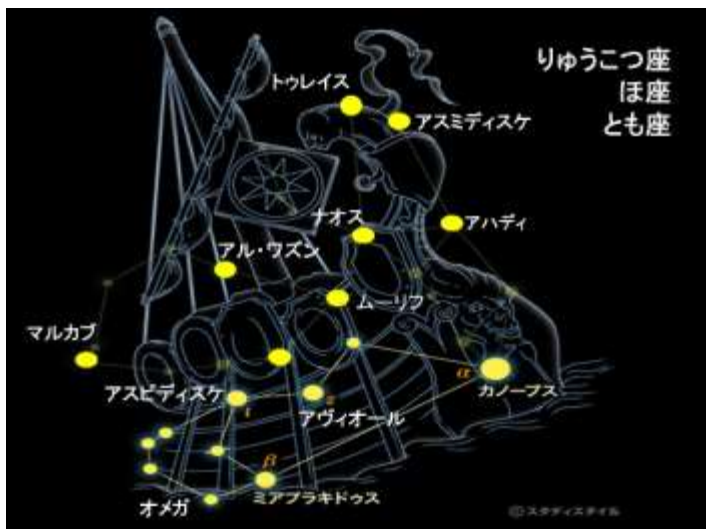 りゅうこつ座
ほ座
とも座
トゥレイス
アスミディスケ
ナオス
アハディ
アル・ワズン
ムーリフ
マルカブ
アスピディスケ
ι
ε
アヴィオール
α
カノープス
β
ミアプラキドゥス
オメガ
©スタディスタイル